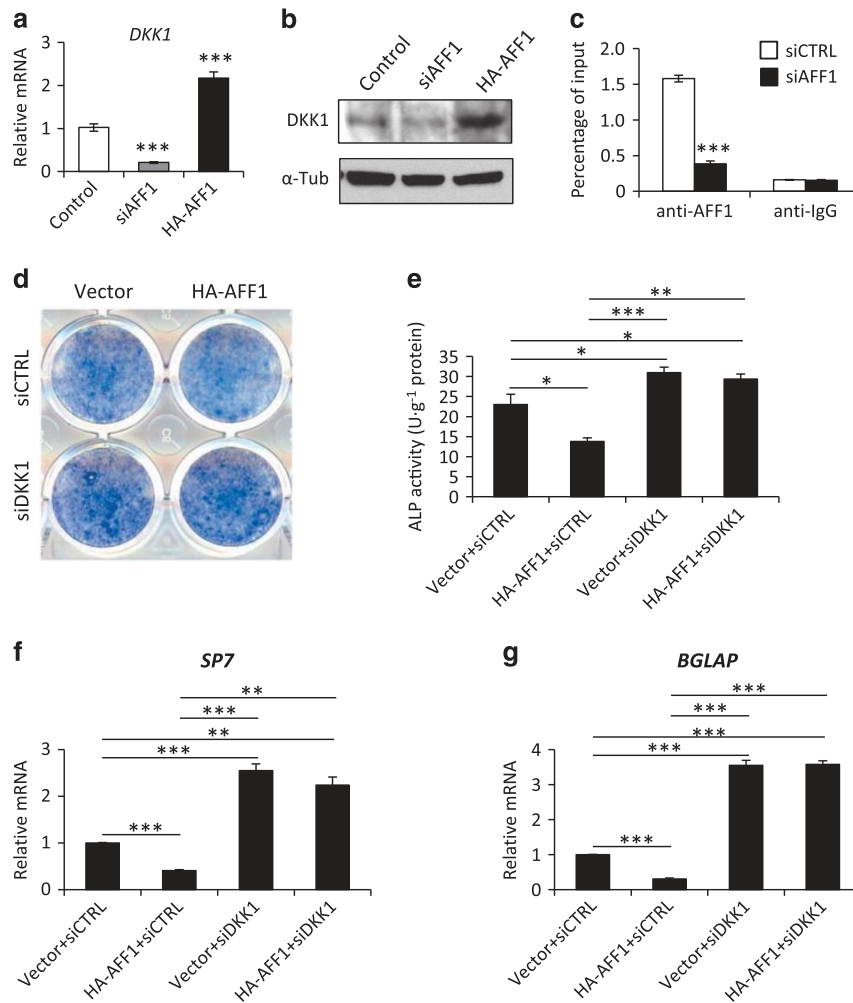 a
DKK1
Relative mRNA
3
2
1
0
***
***
Control
siAFF1
HA-AFF1
b
Control
siAFF1
HA-AFF1
DKK1
α-Tub
c
Percentage of input
2.0
1.5
1.0
0.5
0
siCTRL
siAFF1
***
anti-AFF1
anti-IgG
d
Vector
HA-AFF1
siCTRL
siDKK1
e
ALP activity (U·g⁻¹ protein)
35
30
25
20
15
10
5
0
**
***
*
*
*
Vector+siCTRL
HA-AFF1+siCTRL
Vector+siDKK1
HA-AFF1+siDKK1
f
SP7
Relative mRNA
3
2
1
0
**
***
**
***
***
Vector+siCTRL
HA-AFF1+siCTRL
Vector+siDKK1
HA-AFF1+siDKK1
g
BGLAP
Relative mRNA
4
3
2
1
0
***
***
***
***
***
Vector+siCTRL
HA-AFF1+siCTRL
Vector+siDKK1
HA-AFF1+siDKK1